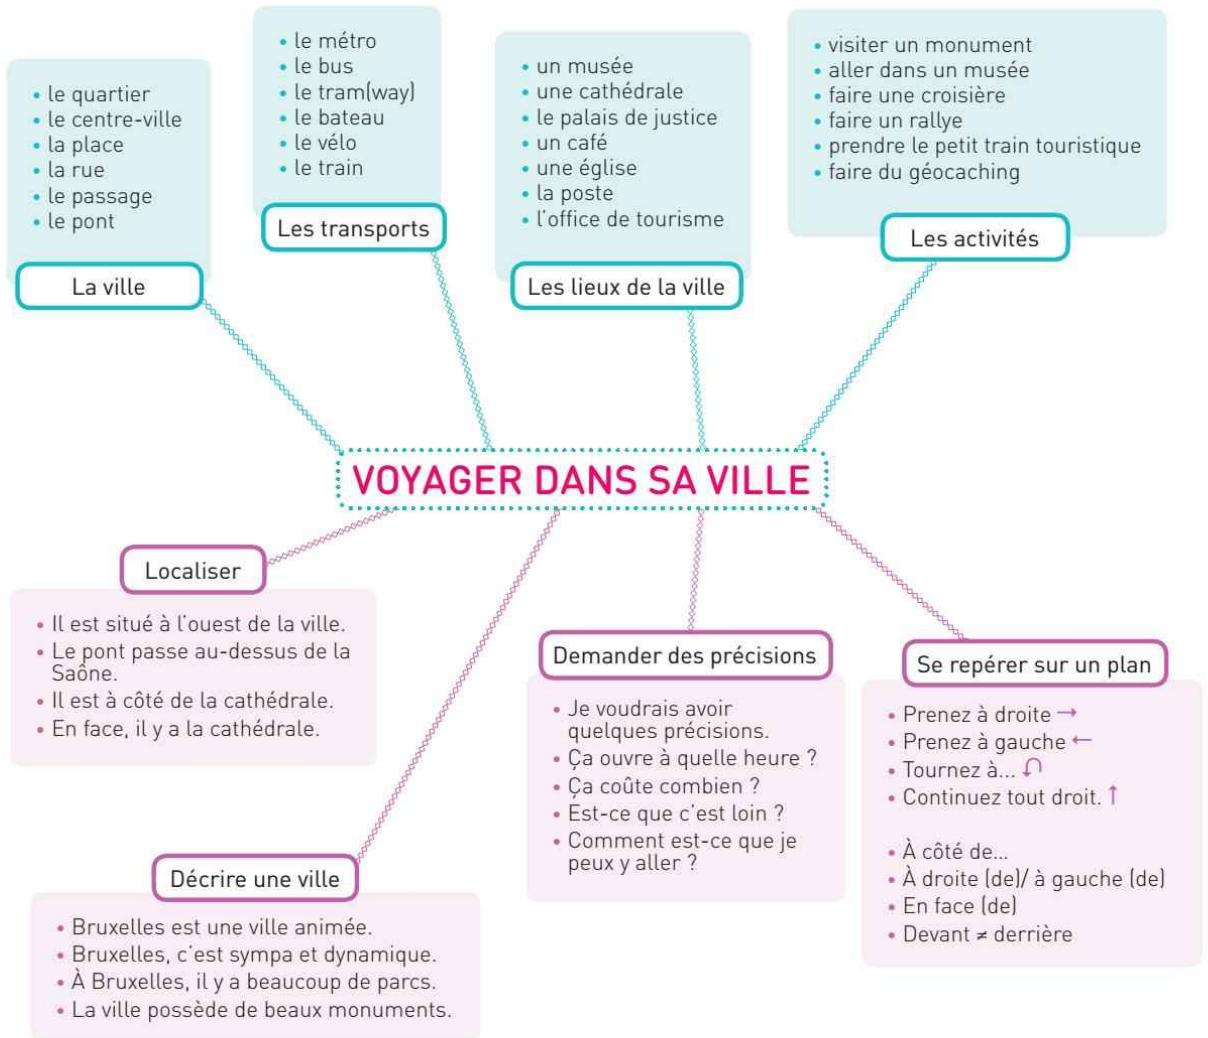 • le quartier
• le centre-ville
• la place
• la rue
• le passage
• le pont
La ville
• le métro
• le bus
• le tram(way)
• le bateau
• le vélo
• le train
Les transports
• un musée
• une cathédrale
• le palais de justice
• un café
• une église
• la poste
• l'office de tourisme
Les lieux de la ville
• visiter un monument
• aller dans un musée
• faire une croisière
• faire un rallye
• prendre le petit train touristique
• faire du géocaching
Les activités
VOYAGER DANS SA VILLE
Localiser
• Il est situé à l'ouest de la ville.
• Le pont passe au-dessus de la
Saône.
• Il est à côté de la cathédrale.
• En face, il y a la cathédrale.
Décrire une ville
• Bruxelles est une ville animée.
• Bruxelles, c'est sympa et dynamique.
• À Bruxelles, il y a beaucoup de parcs.
• La ville possède de beaux monuments.
Demander des précisions
• Je voudrais avoir
quelques précisions.
• Ça ouvre à quelle heure ?
• Ça coûte combien ?
• Est-ce que c'est loin ?
• Comment est-ce que je
peux y aller ?
Se repérer sur un plan
• Prenez à droite →
• Prenez à gauche ←
• Tournez à... ↶
• Continuez tout droit. ↑
• À côté de...
• À droite (de)/ à gauche (de)
• En face (de)
• Devant ≠ derrière